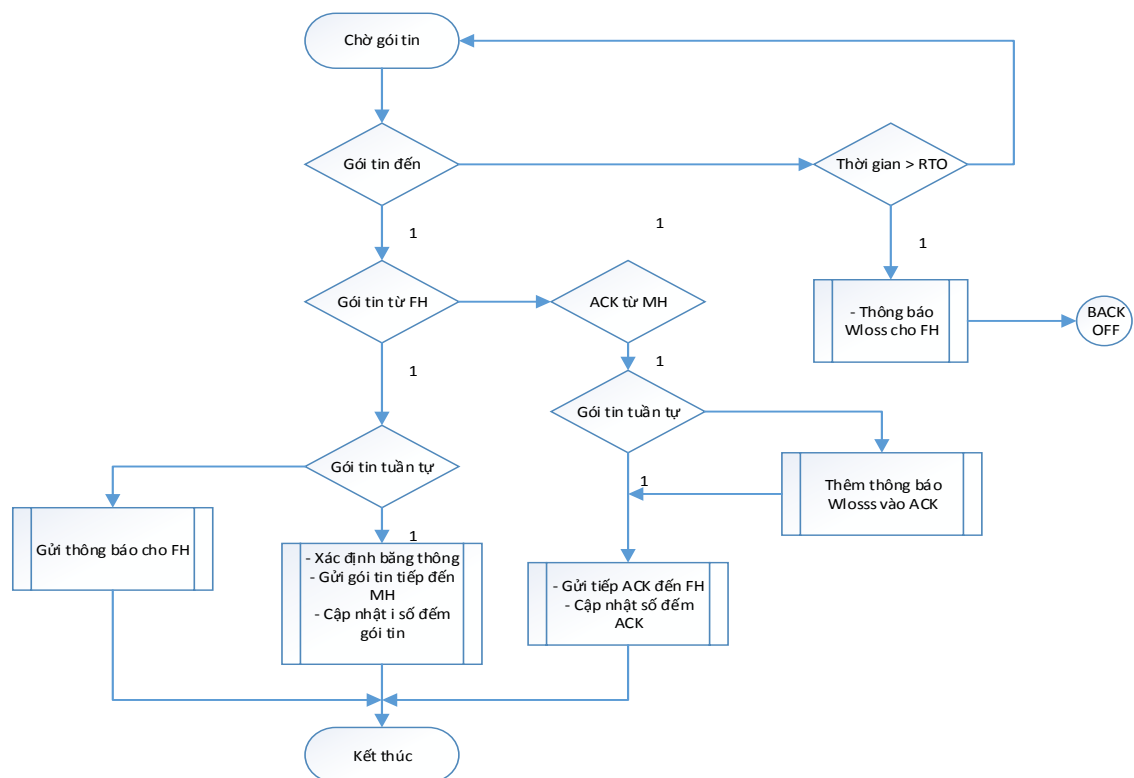 Chờ gói tin
Gói tin đến
Thời gian > RTO
1
1
1
Gói tin từ FH
ACK từ MH
- Thông báo
Wloss cho FH
BACK
OFF
1
1
Gói tin tuần tự
Gói tin tuần tự
1
Thêm thông báo
Wlosss vào ACK
Gửi thông báo cho FH
1
- Xác định băng thông
- Gửi gói tin tiếp đến
MH
- Cập nhật i số đếm
gói tin
- Gửi tiếp ACK đến FH
- Cập nhật số đếm
ACK
Kết thúc